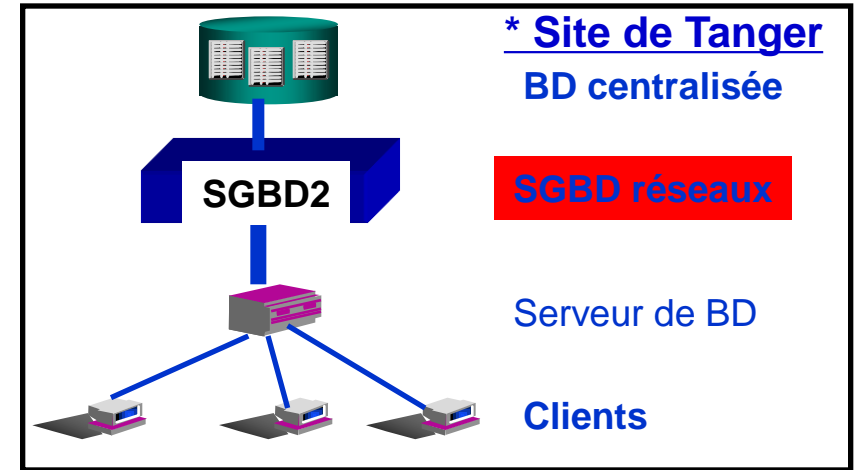 * Site de Tanger
BD centralisée
SGBD2
SGBD réseaux
Serveur de BD
Clients